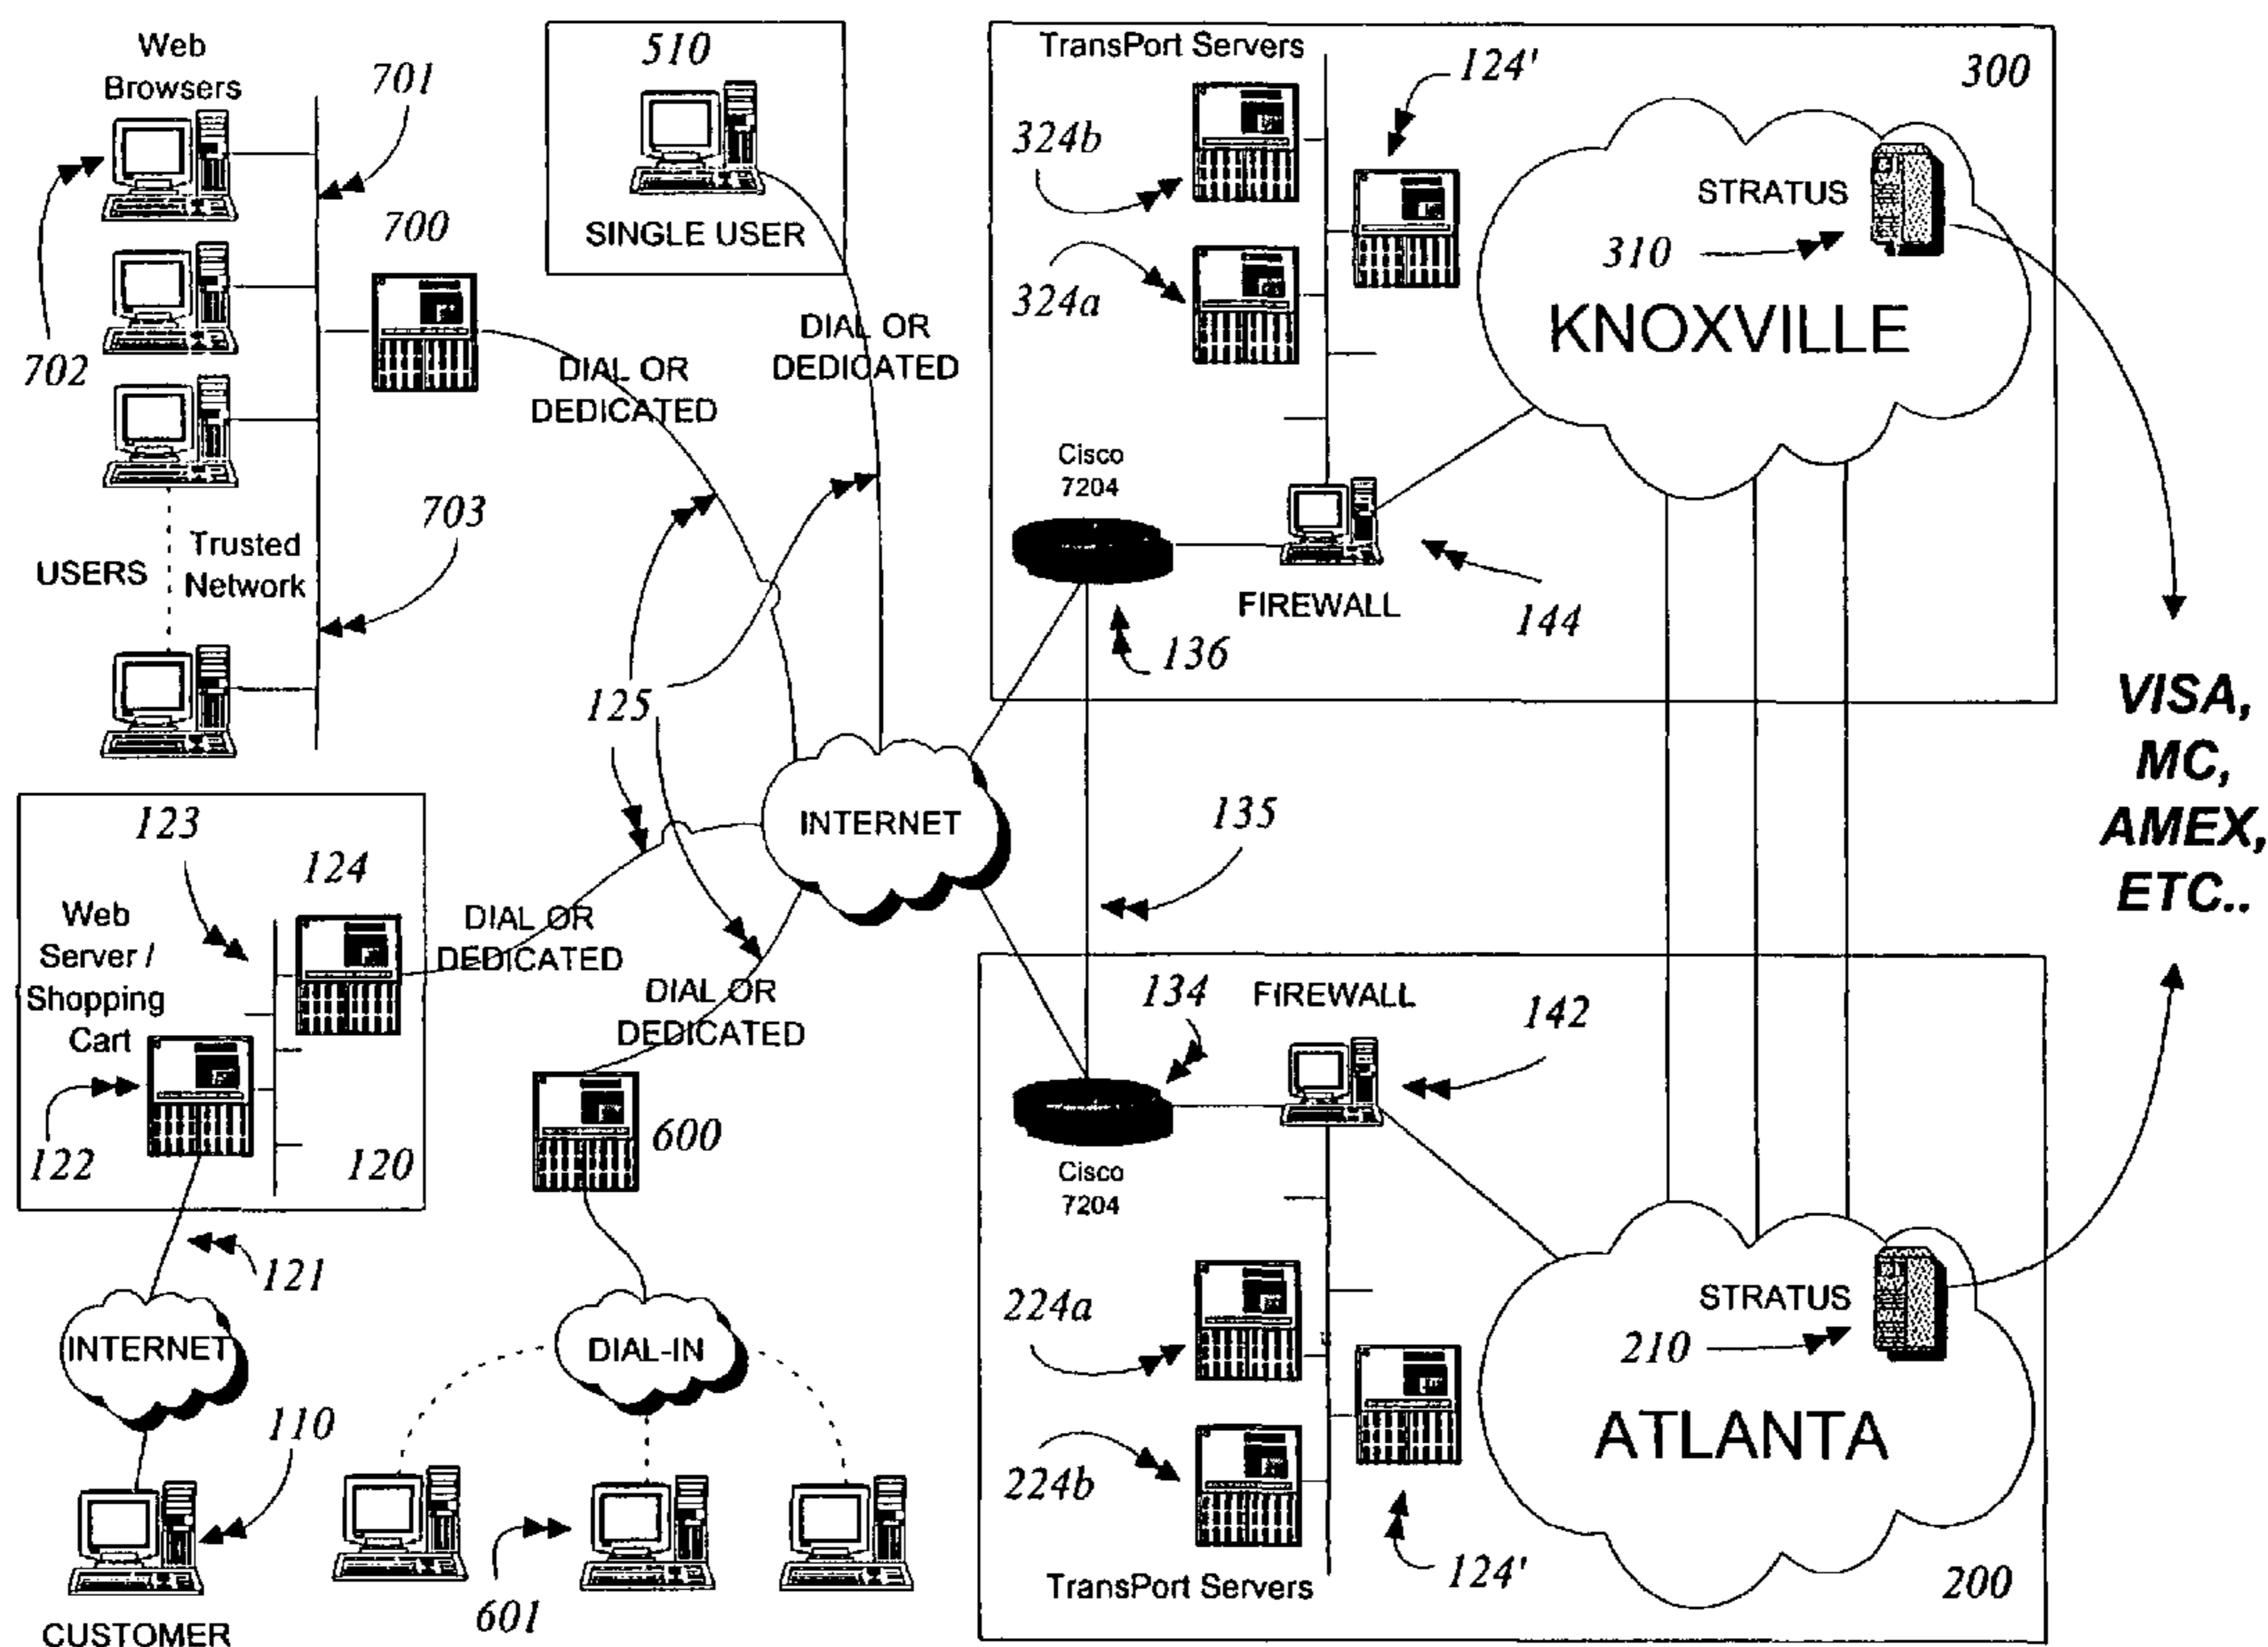 Web
Browsers
701
702
700
USERS
Trusted
Network
703
510
SINGLE USER
DIAL OR
DEDICATED
DIAL OR
DEDICATED
125
INTERNET
TransPort Servers
124'
300
324b
324a
STRATUS
310
KNOXVILLE
Cisco
7204
FIREWALL
144
136
135
VISA,
MC,
AMEX,
ETC..
123
124
Web
Server /
Shopping
Cart
122
120
DIAL OR
DEDICATED
DIAL OR
DEDICATED
600
121
INTERNET
DIAL-IN
110
CUSTOMER
601
134
FIREWALL
142
Cisco
7204
224a
224b
STRATUS
210
ATLANTA
124'
TransPort Servers
200